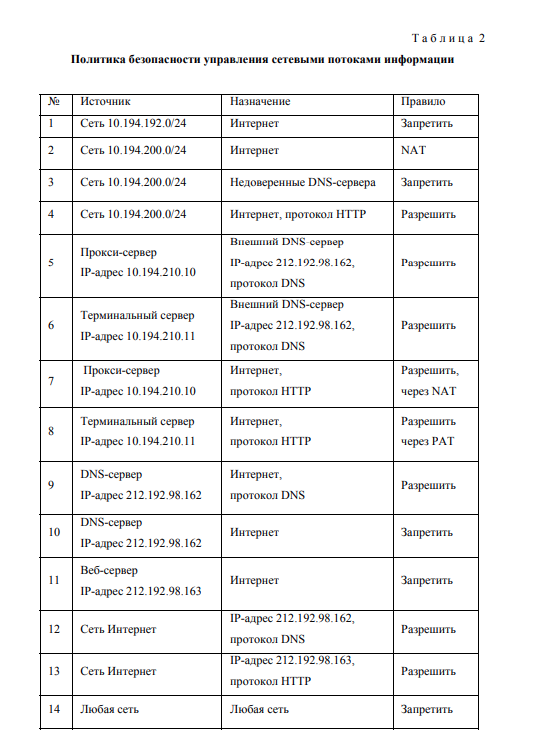 Т а б л и ц а 2
Политика безопасности управления сетевыми потоками информации
№ Источник Назначение Правило
1 Сеть 10.194.192.0/24 Интернет Запретить
2 Сеть 10.194.200.0/24 Интернет NAT
3 Сеть 10.194.200.0/24 Недоверенные DNS-сервера Запретить
4 Сеть 10.194.200.0/24 Интернет, протокол HTTP Разрешить
5
Прокси-сервер
IP-адрес 10.194.210.10
Внешний DNS-сервер
IP-адрес 212.192.98.162,
протокол DNS
Разрешить
6
Терминальный сервер
IP-адрес 10.194.210.11
Внешний DNS-сервер
IP-адрес 212.192.98.162,
протокол DNS
Разрешить
7
Прокси-сервер
IP-адрес 10.194.210.10
Интернет,
протокол HTTP
Разрешить,
через NAT
8
Терминальный сервер
IP-адрес 10.194.210.11
Интернет,
протокол HTTP
Разрешить
через PAT
9
DNS-сервер
IP-адрес 212.192.98.162
Интернет,
протокол DNS
Разрешить
10
DNS-сервер
IP-адрес 212.192.98.162
Интернет
Запретить
11
Веб-сервер
IP-адрес 212.192.98.163
Интернет
Запретить
12
Сеть Интернет
IP-адрес 212.192.98.162,
протокол DNS
Разрешить
13
Сеть Интернет
IP-адрес 212.192.98.163,
протокол HTTP
Разрешить
14 Любая сеть Любая сеть Запретить